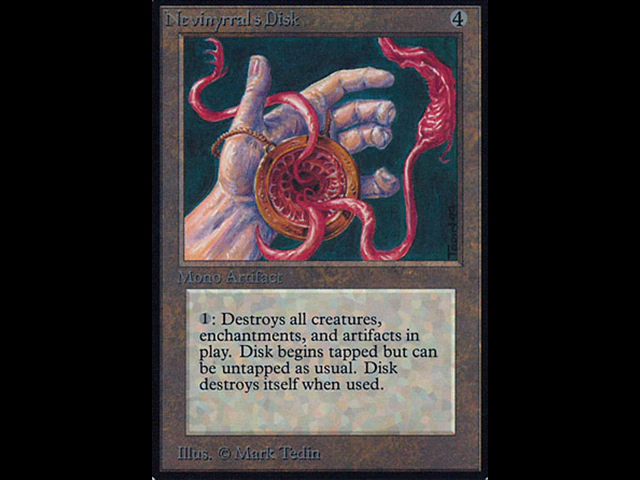 Nevinyrral's Disk 4
Mono Artifact
1: Destroys all creatures,
enchantments, and artifacts in
play. Disk begins tapped but can
be untapped as usual. Disk
destroys itself when used.
Illus. © Mark Tedin